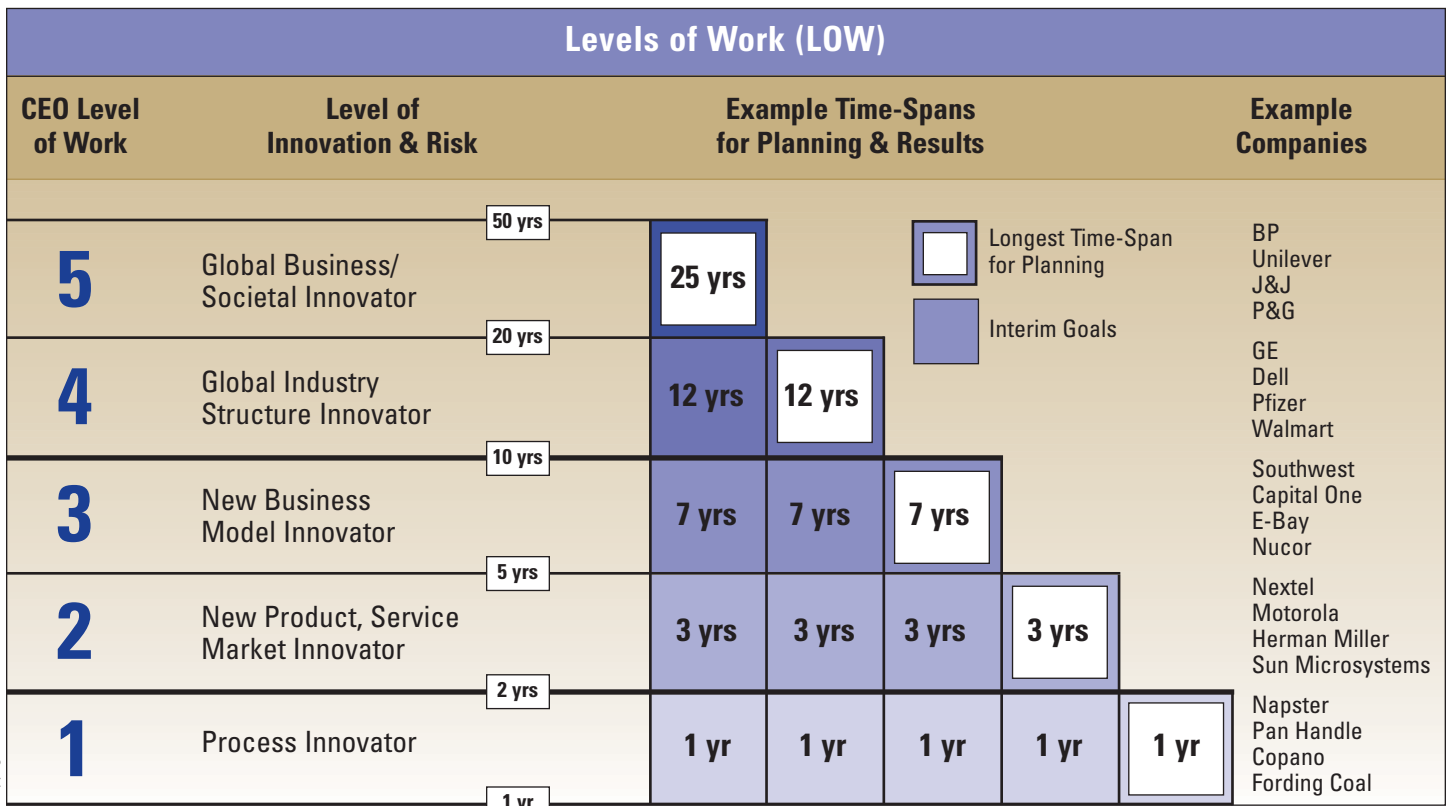 Levels of Work (LOW)
CEO Level
of Work
Level of
Innovation & Risk
Example Time-Spans
for Planning & Results
Example
Companies
50 yrs
5
Global Business/
Societal Innovator
25 yrs
Longest Time-Span
for Planning
Interim Goals
BP
Unilever
J&J
P&G
20 yrs
4
Global Industry
Structure Innovator
12 yrs
12 yrs
GE
Dell
Pfizer
Walmart
10 yrs
3
New Business
Model Innovator
7 yrs
7 yrs
7 yrs
Southwest
Capital One
E-Bay
Nucor
5 yrs
2
New Product, Service
Market Innovator
3 yrs
3 yrs
3 yrs
3 yrs
Nextel
Motorola
Herman Miller
Sun Microsystems
2 yrs
1
Process Innovator
1 yr
1 yr
1 yr
1 yr
1 yr
Napster
Pan Handle
Copano
Fording Coal
1 yr